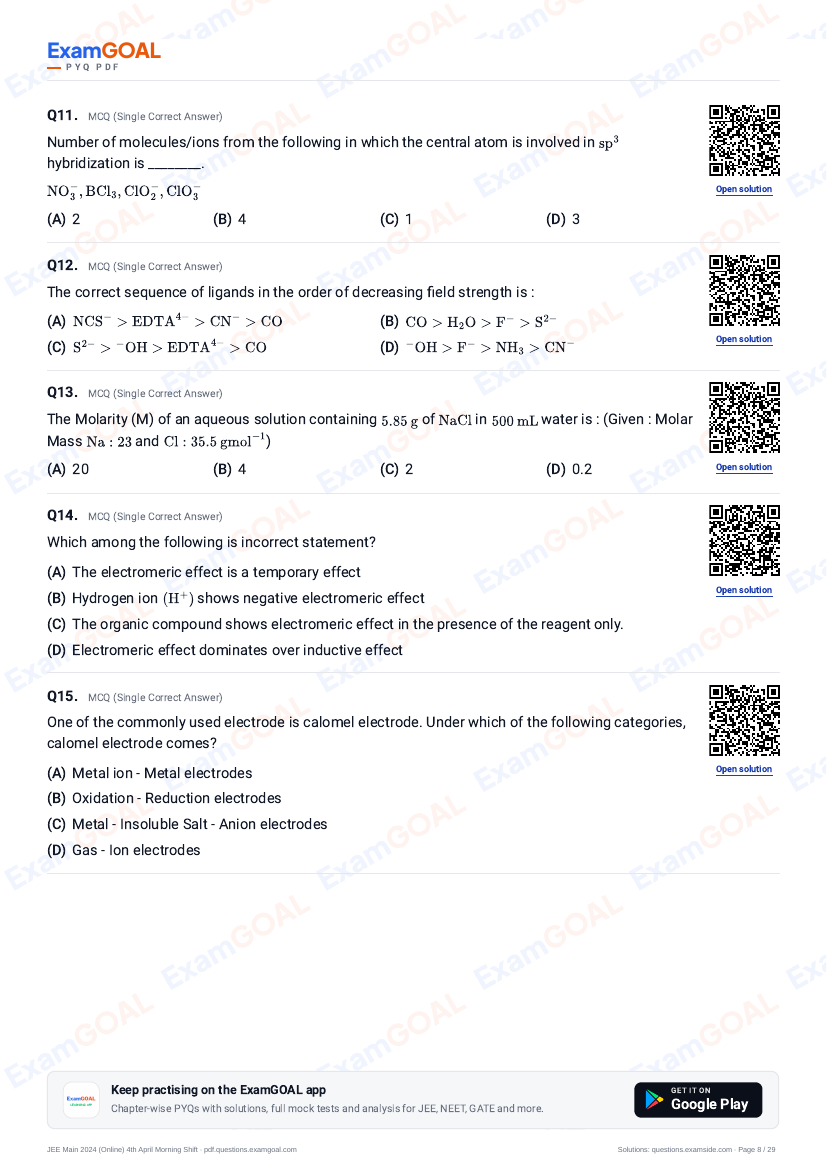 ExamGOAL
PYQ PDF
Q11. MCQ (Single Correct Answer)
Number of molecules/ions from the following in which the central atom is involved in sp³
hybridization is ________.
NO₃⁻, BCl₃, ClO₂⁻, ClO₃⁻
(A) 2 (B) 4 (C) 1 (D) 3
Open solution
Q12. MCQ (Single Correct Answer)
The correct sequence of ligands in the order of decreasing field strength is :
(A) NCS⁻ > EDTA⁴⁻ > CN⁻ > CO (B) CO > H₂O > F⁻ > S²⁻
(C) S²⁻ > ⁻OH > EDTA⁴⁻ > CO (D) ⁻OH > F⁻ > NH₃ > CN⁻
Open solution
Q13. MCQ (Single Correct Answer)
The Molarity (M) of an aqueous solution containing 5.85 g of NaCl in 500 mL water is : (Given : Molar
Mass Na : 23 and Cl : 35.5 gmol⁻¹)
(A) 20 (B) 4 (C) 2 (D) 0.2
Open solution
Q14. MCQ (Single Correct Answer)
Which among the following is incorrect statement?
(A) The electromeric effect is a temporary effect
(B) Hydrogen ion (H⁺) shows negative electromeric effect
(C) The organic compound shows electromeric effect in the presence of the reagent only.
(D) Electromeric effect dominates over inductive effect
Open solution
Q15. MCQ (Single Correct Answer)
One of the commonly used electrode is calomel electrode. Under which of the following categories,
calomel electrode comes?
(A) Metal ion - Metal electrodes
(B) Oxidation - Reduction electrodes
(C) Metal - Insoluble Salt - Anion electrodes
(D) Gas - Ion electrodes
Open solution
ExamGOAL
Keep practising on the ExamGOAL app
Chapter-wise PYQs with solutions, full mock tests and analysis for JEE, NEET, GATE and more.
GET IT ON
Google Play
JEE Main 2024 (Online) 4th April Morning Shift · pdf.questions.examgoal.com
Solutions: questions.examside.com · Page 8 / 29